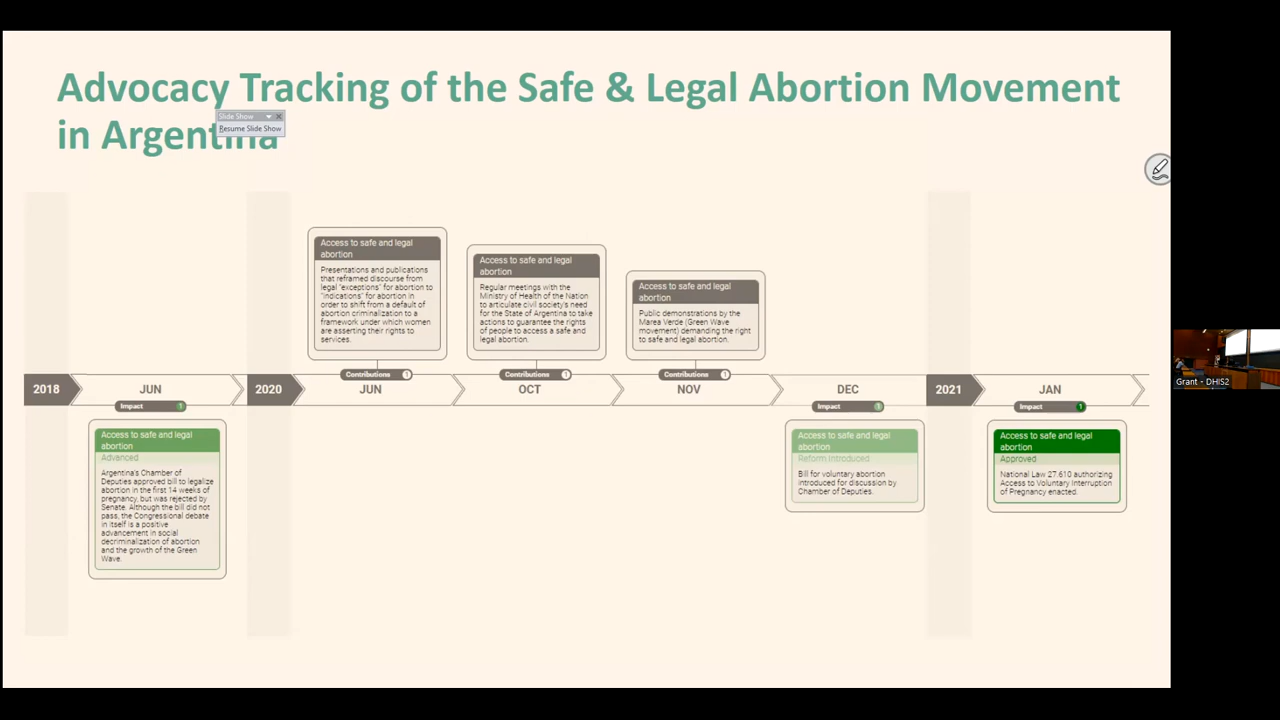 Advocacy Tracking of the Safe & Legal Abortion Movement
in Argentina
Slide Show
Resume Slide Show
Access to safe and legal
abortion
Presentations and publications
that reframed discourse from
legal "exceptions" for abortion to
"indications" for abortion in
order to shift from a default of
abortion criminalization to a
framework under which women
are asserting their rights to
services.
Contributions 1
Access to safe and legal
abortion
Regular meetings with the
Ministry of Health of the Nation
to articulate civil society's need
for the State of Argentina to take
actions to guarantee the rights
of people to access a safe and
legal abortion.
Contributions 1
Access to safe and legal
abortion
Public demonstrations by the
Marea Verde (Green Wave
movement) demanding the right
to safe and legal abortion.
Contributions 1
2018
JUN
2020
JUN
OCT
NOV
DEC
2021
JAN
Impact 1
Access to safe and legal
abortion
Advanced
Argentina's Chamber of
Deputies approved bill to legalize
abortion in the first 14 weeks of
pregnancy, but was rejected by
Senate. Although the bill did not
pass, the Congressional debate
in itself is a positive
advancement in social
decriminalization of abortion
and the growth of the Green
Wave.
Impact 1
Access to safe and legal
abortion
Reform Introduced
Bill for voluntary abortion
introduced for discussion by
Chamber of Deputies.
Impact 1
Access to safe and legal
abortion
Approved
National Law 27.610 authorizing
Access to Voluntary Interruption
of Pregnancy enacted.
Grant - DHIS2